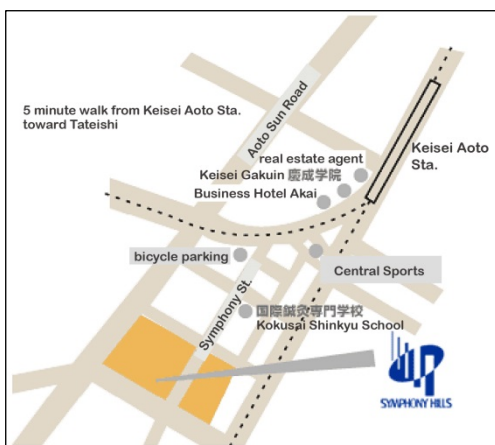 5 minute walk from Keisei Aoto Sta.
toward Tateishi
Aoto Sun Road
Keisei Aoto
Sta.
real estate agent
Keisei Gakuin 慶成学院
Business Hotel Akai
bicycle parking
Central Sports
Symphony St.
国際鍼灸専門学校
Kokusai Shinkyu School
SYMPHONY HILLS